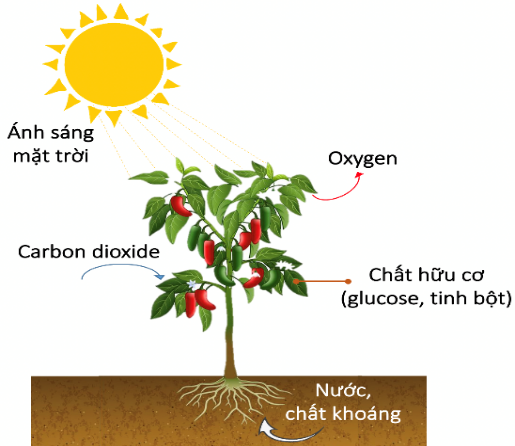 Ánh sáng
mặt trời
Oxygen
Carbon dioxide
Chất hữu cơ
(glucose, tinh bột)
Nước,
chất khoáng